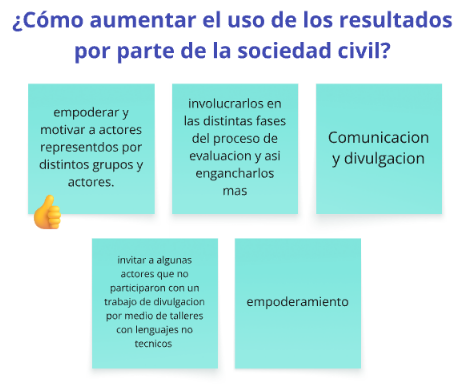 ¿Cómo aumentar el uso de los resultados
por parte de la sociedad civil?
empoderar y
motivar a actores
representdos por
distintos grupos y
actores.
involucrarlos en
las distintas fases
del proceso de
evaluacion y asi
engancharlos
mas
Comunicacion
y divulgacion
invitar a algunas
actores que no
participaron con un
trabajo de divulgacion
por medio de talleres
con lenguajes no
tecnicos
empoderamiento